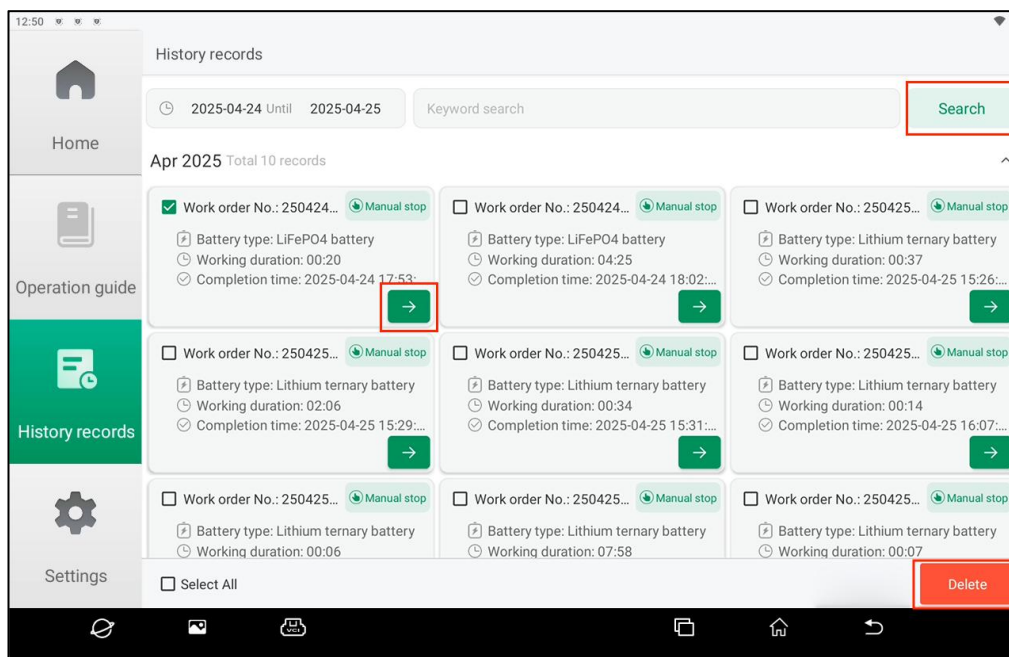 12:50
History records
2025-04-24 Until 2025-04-25
Keyword search
Search
Home
Apr 2025 Total 10 records
Work order No.: 250424... Manual stop
Battery type: LiFePO4 battery
Working duration: 00:20
Completion time: 2025-04-24 17:53:
Work order No.: 250424... Manual stop
Battery type: LiFePO4 battery
Working duration: 04:25
Completion time: 2025-04-24 18:02:...
Work order No.: 250425... Manual stop
Battery type: Lithium ternary battery
Working duration: 00:37
Completion time: 2025-04-25 15:26:...
Operation guide
Work order No.: 250425... Manual stop
Battery type: Lithium ternary battery
Working duration: 02:06
Completion time: 2025-04-25 15:29:...
Work order No.: 250425... Manual stop
Battery type: Lithium ternary battery
Working duration: 00:34
Completion time: 2025-04-25 15:31:...
Work order No.: 250425... Manual stop
Battery type: Lithium ternary battery
Working duration: 00:14
Completion time: 2025-04-25 16:07:...
History records
Work order No.: 250425... Manual stop
Battery type: Lithium ternary battery
Working duration: 00:06
Work order No.: 250425... Manual stop
Battery type: Lithium ternary battery
Working duration: 07:58
Work order No.: 250425... Manual stop
Battery type: Lithium ternary battery
Working duration: 00:07
Settings
Select All
Delete
VCI